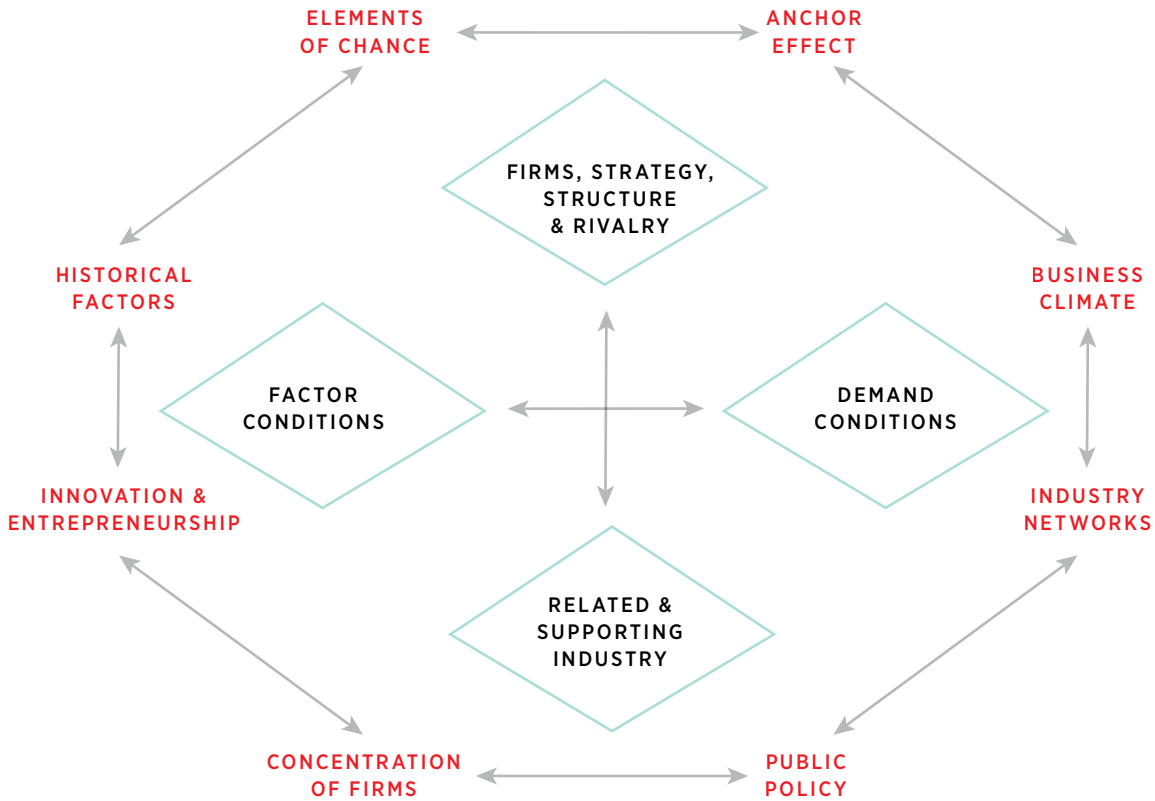 ELEMENTS
OF CHANCE
ANCHOR
EFFECT
FIRMS, STRATEGY,
STRUCTURE
& RIVALRY
HISTORICAL
FACTORS
BUSINESS
CLIMATE
FACTOR
CONDITIONS
DEMAND
CONDITIONS
INNOVATION &
ENTREPRENEURSHIP
INDUSTRY
NETWORKS
RELATED &
SUPPORTING
INDUSTRY
CONCENTRATION
OF FIRMS
PUBLIC
POLICY